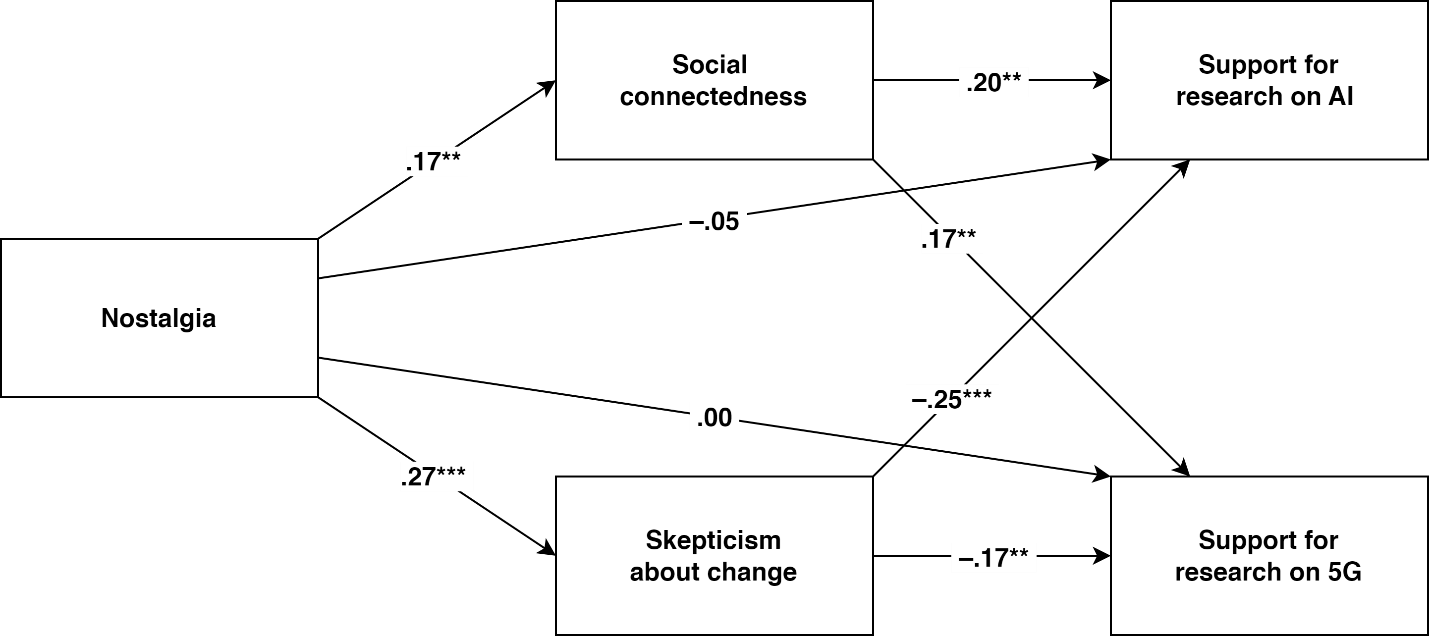 Social
connectedness
Support for
research on AI
.20**
.17**
–.05
.17**
Nostalgia
–.25***
.00
.27***
Skepticism
about change
Support for
research on 5G
–.17**